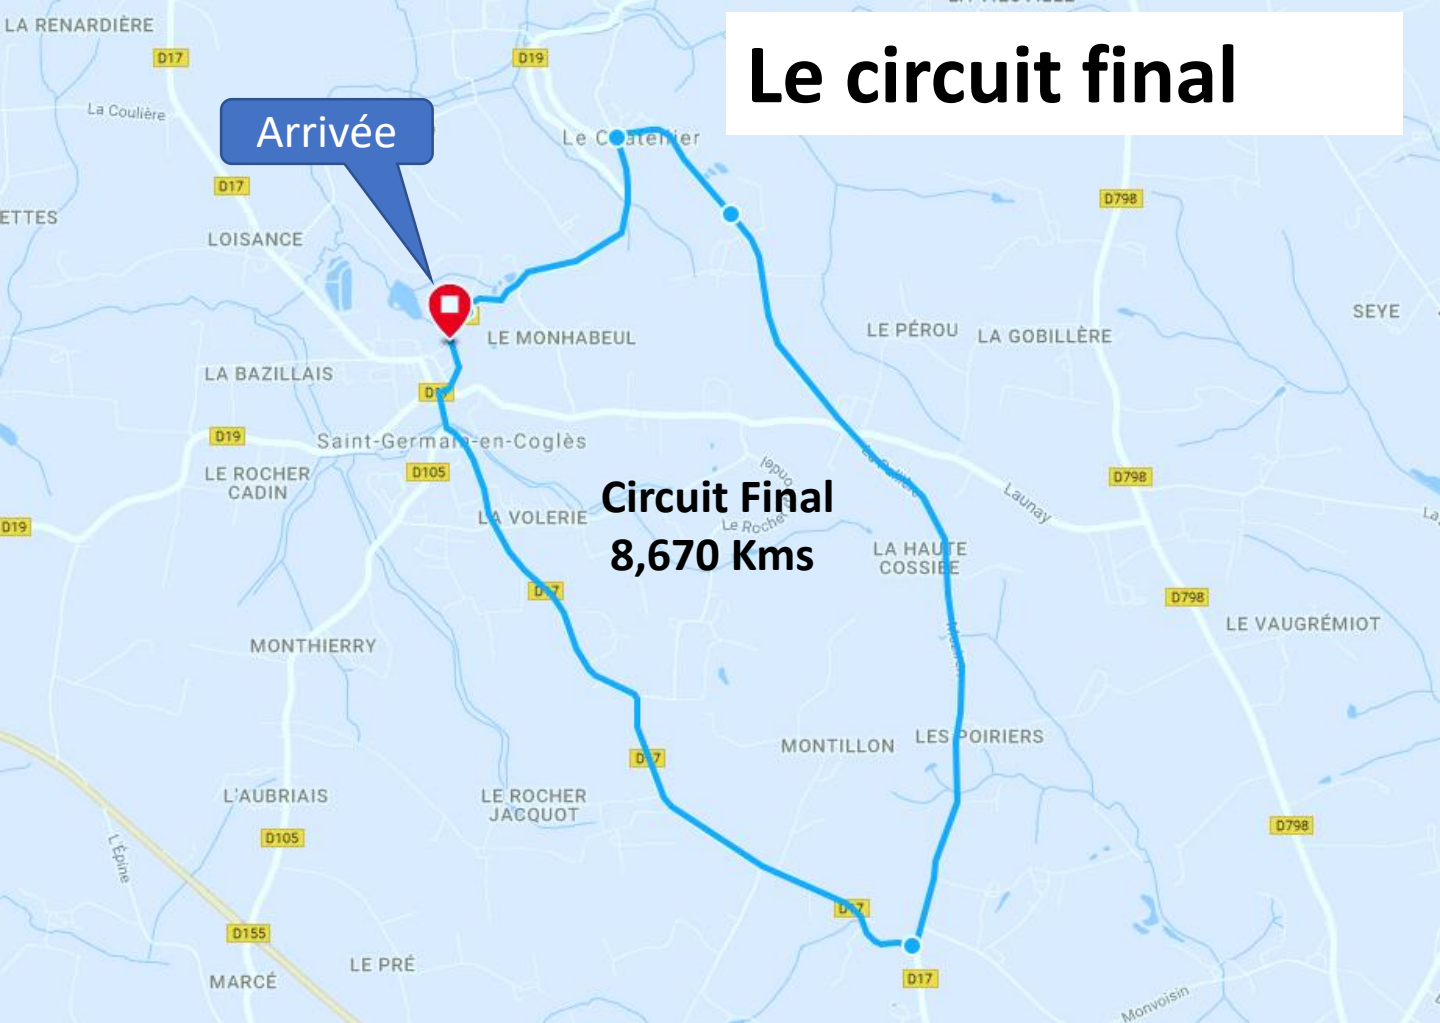 LA RENARDIÈRE
D17
D19
Le circuit final
La Coulière
Arrivée
Le C atel ier
D17
D798
ETTES
LOISANCE
SEYE
LE PÉROU
LA GOBILLÈRE
LE MONHABEUL
LA BAZILLAIS
D19
Saint-Germain-en-Coglès
D105
LE ROCHER
CADIN
D798
Launay
Circuit Final
8,670 Kms
LA VOLERIE
Le Rocher
D19
LA HAUTE
COSSIÉE
D17
D798
LE VAUGRÉMIOT
MONTHIERRY
MONTILLON
LES POIRIERS
D17
L'AUBRIAIS
LE ROCHER
JACQUOT
D105
L'Épine
D798
D17
D155
LE PRÉ
MARCÉ
D17
Monvoisin